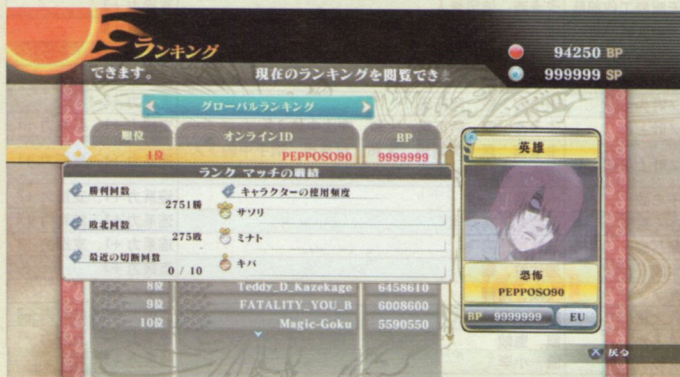 ランキング
94250 BP
999999 SP
できます。 現在のランキングを閲覧でき
グローバルランキング
順位 オンラインID BP
1位 PEPPOSO90 9999999
ランク マッチの戦績
勝利回数
2751勝
敗北回数
275敗
最近の切断回数
0 / 10
キャラクターの使用頻度
サソリ
ミナト
キバ
8位 Teddy_D_Kazekage 6458610
9位 FATALITY_YOU_B 6008600
10位 Magic-Goku 5590550
英雄
恐怖
PEPPOSO90
BP 9999999 EU
戻る